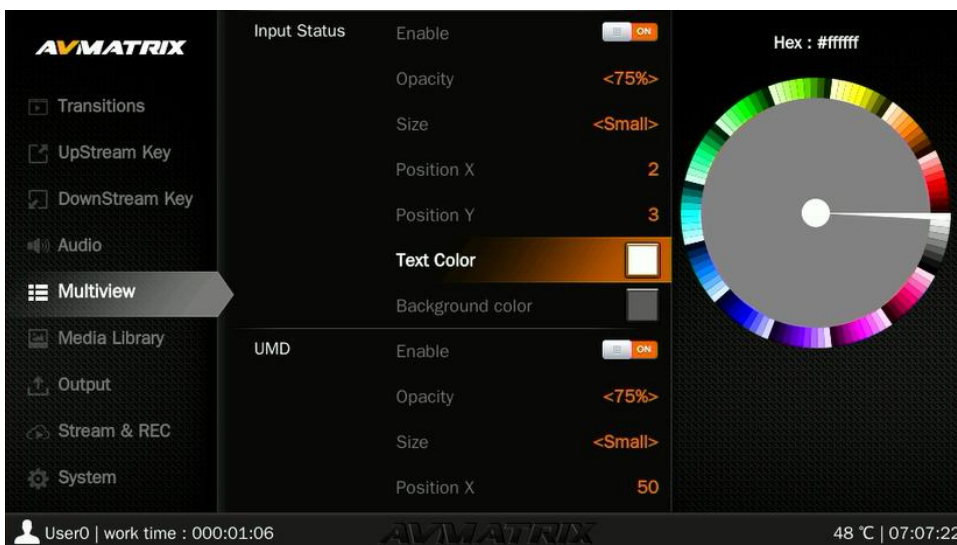 AVMATRIX
Transitions
UpStream Key
DownStream Key
Audio
Multiview
Media Library
Output
Stream & REC
System
Input Status
Enable
ON
Opacity
<75%>
Size
<Small>
Position X
2
Position Y
3
Text Color
Background color
UMD
Enable
ON
Opacity
<75%>
Size
<Small>
Position X
50
Hex : #ffffff
User0 | work time : 000:01:06
AVMATRIX
48 ℃ | 07:07:22